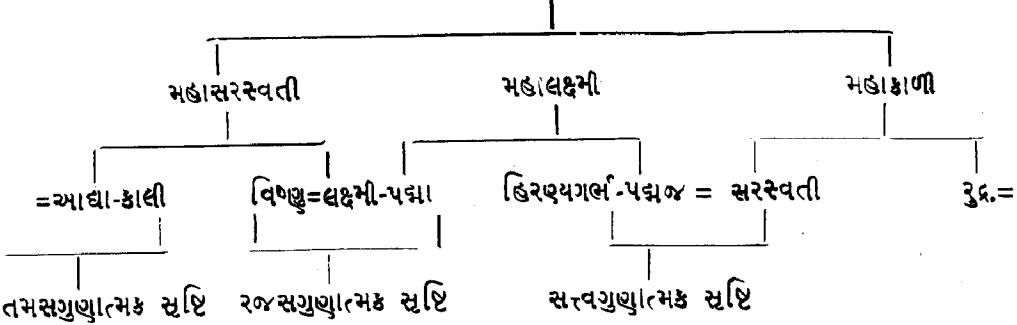 મહાસરસ્વતી મહાલક્ષ્મી મહાકાળી
=આદ્યા-કાલી વિષ્ણુ=લક્ષ્મી-પદ્મા હિરણ્યગર્ભ-પદ્મજ = સરસ્વતી રુદ્ર.=
તમસગુણાત્મક સૃષ્ટિ રજસગુણાત્મક સૃષ્ટિ સત્ત્વગુણાત્મક સૃષ્ટિ